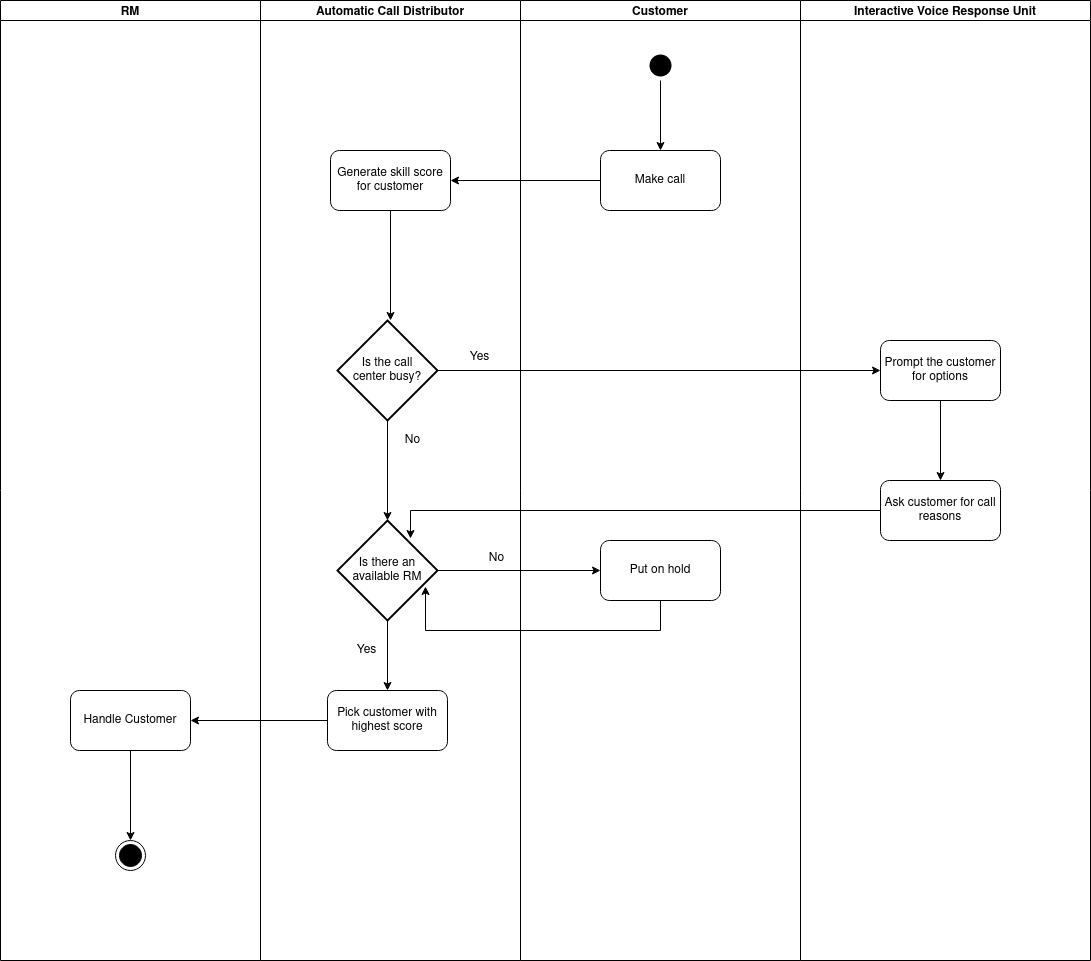 RM
Automatic Call Distributor
Customer
Interactive Voice Response Unit
Generate skill score
for customer
Make call
Is the call
center busy?
Yes
Prompt the customer
for options
No
Ask customer for call
reasons
Is there an
available RM
No
Put on hold
Yes
Handle Customer
Pick customer with
highest score